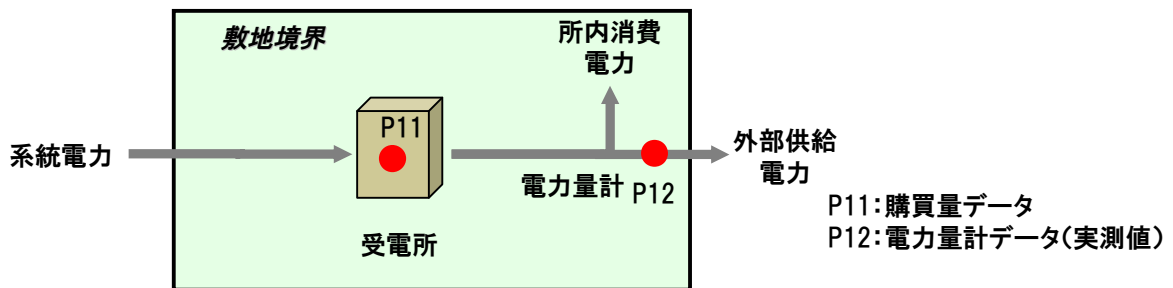 敷地境界
所内消費
電力
P11
系統電力
外部供給
電力
電力量計 P12
受電所
P11:購買量データ
P12:電力量計データ(実測値)